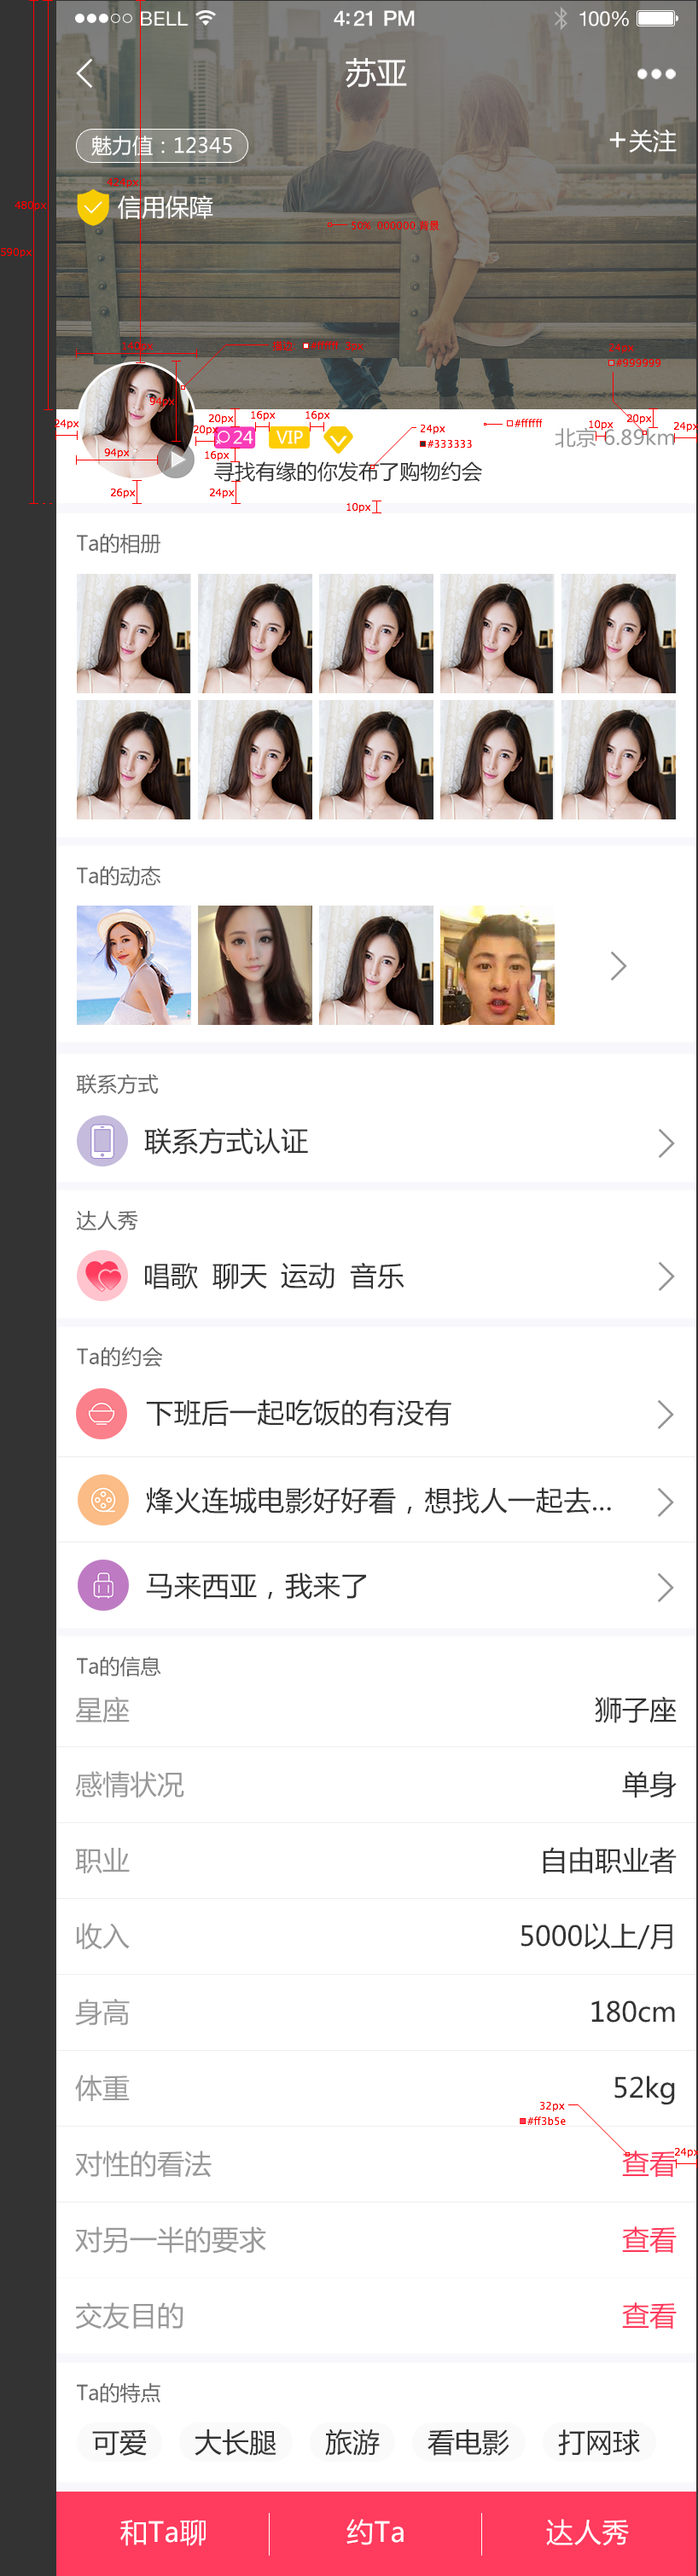 BELL 4:21 PM 100%
苏亚
魅力值：12345 +关注
424px
信用保障
480px
50% 000000 背景
590px
24px
#999999
94px
24px 20px 16px 16px #ffffff 10px 20px 24px
20px 24 VIP 24px 北京 6.89km
#333333
94px 16px 寻找有缘的你发布了购物约会
26px 24px
10px
Ta的相册
Ta的动态
联系方式
联系方式认证
达人秀
唱歌 聊天 运动 音乐
Ta的约会
下班后一起吃饭的有没有
烽火连城电影好好看，想找人一起去...
马来西亚，我来了
Ta的信息
星座 狮子座
感情状况 单身
职业 自由职业者
收入 5000以上/月
身高 180cm
体重 52kg
32px
#ff3b5e
对性的看法 查看 24px
对另一半的要求 查看
交友目的 查看
Ta的特点
可爱 大长腿 旅游 看电影 打网球
和Ta聊 约Ta 达人秀